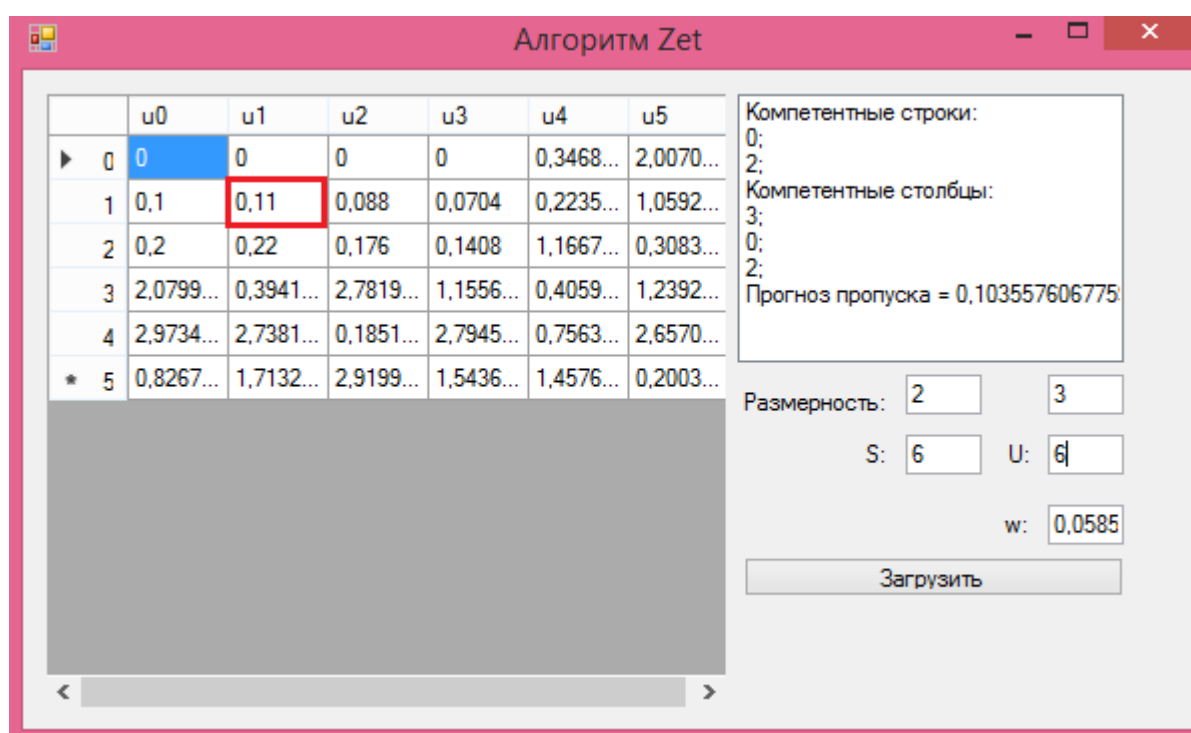 Алгоритм Zet
u0 u1 u2 u3 u4 u5
0 0 0 0 0 0,3468... 2,0070...
1 0,1 0,11 0,088 0,0704 0,2235... 1,0592...
2 0,2 0,22 0,176 0,1408 1,1667... 0,3083...
3 2,0799... 0,3941... 2,7819... 1,1556... 0,4059... 1,2392...
4 2,9734... 2,7381... 0,1851... 2,7945... 0,7563... 2,6570...
* 5 0,8267... 1,7132... 2,9199... 1,5436... 1,4576... 0,2003...
Компетентные строки:
0;
2;
Компетентные столбцы:
3;
0;
2;
Прогноз пропуска = 0,103557606775
Размерность: 2 3
S: 6 U: 6
w: 0,0585
Загрузить